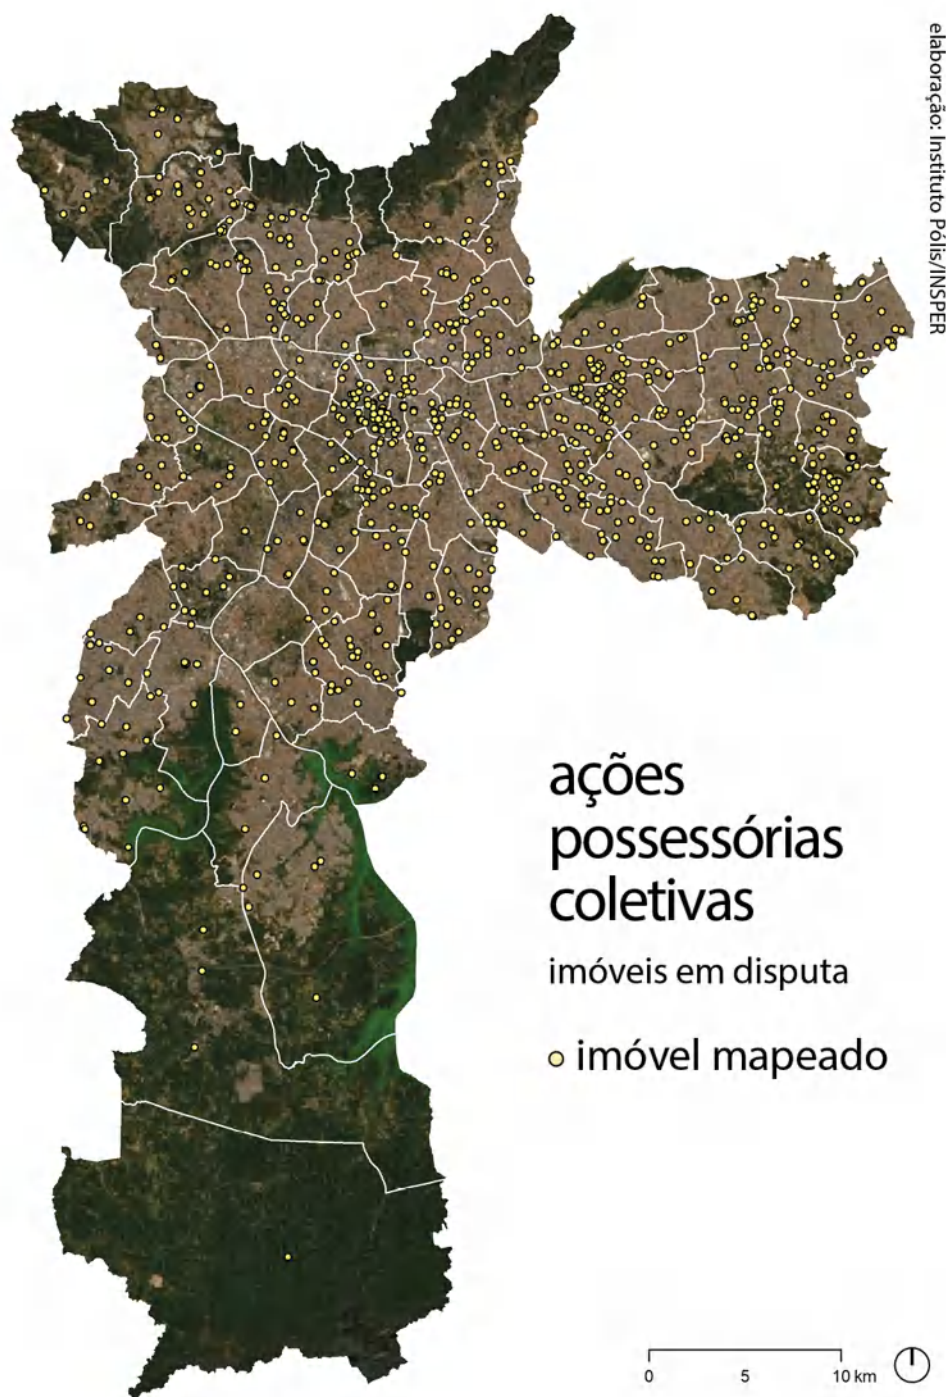 elaboração: Instituto Pólis/INSPER
ações
possessórias
coletivas
imóveis em disputa
imóvel mapeado
0 5 10 km